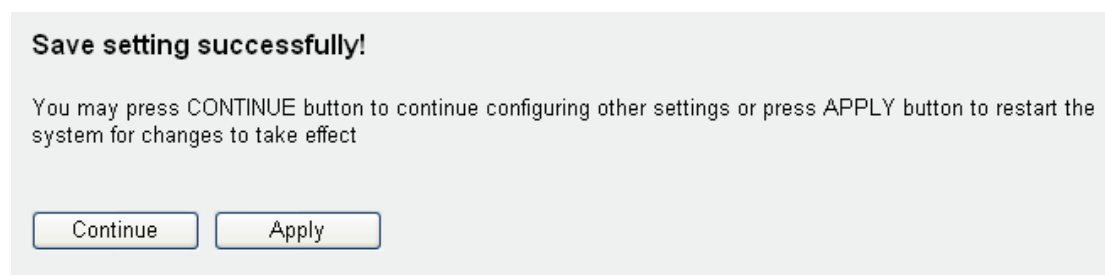 Save setting successfully!
You may press CONTINUE button to continue configuring other settings or press APPLY button to restart the
system for changes to take effect
Continue
Apply